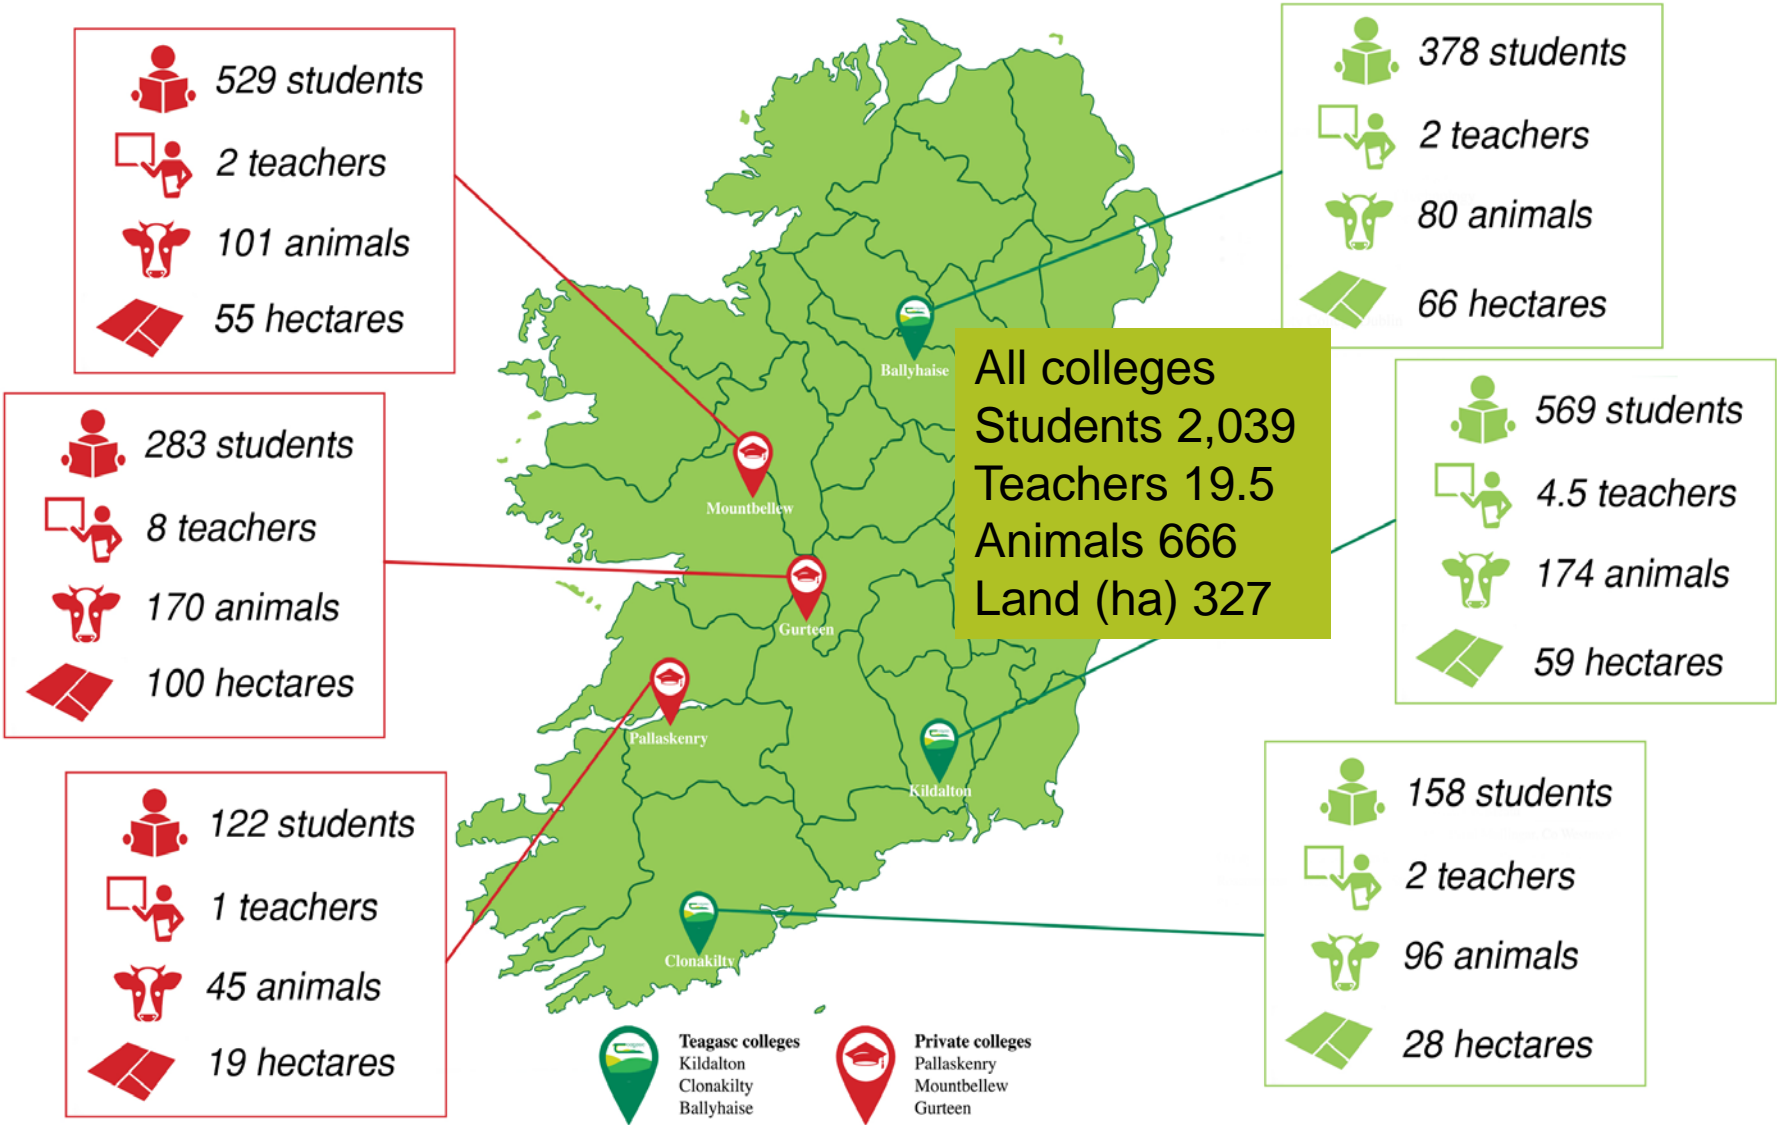 529 students
2 teachers
101 animals
55 hectares
283 students
8 teachers
170 animals
100 hectares
122 students
1 teachers
45 animals
19 hectares
Ballyhaise
Mountbellew
Gurteen
Pallaskenry
Kildalton
Clonakilty
All colleges
Students 2,039
Teachers 19.5
Animals 666
Land (ha) 327
378 students
2 teachers
80 animals
66 hectares
569 students
4.5 teachers
174 animals
59 hectares
158 students
2 teachers
96 animals
28 hectares
Teagasc colleges
Kildalton
Clonakilty
Ballyhaise
Private colleges
Pallaskenry
Mountbellew
Gurteen